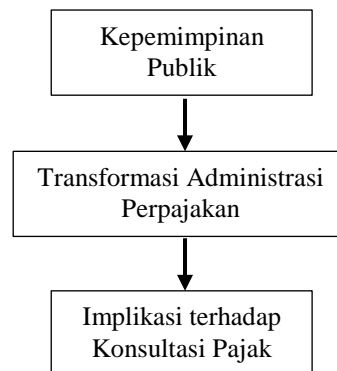 Kepemimpinan
Publik
Transformasi Administrasi
Perpajakan
Implikasi terhadap
Konsultasi Pajak